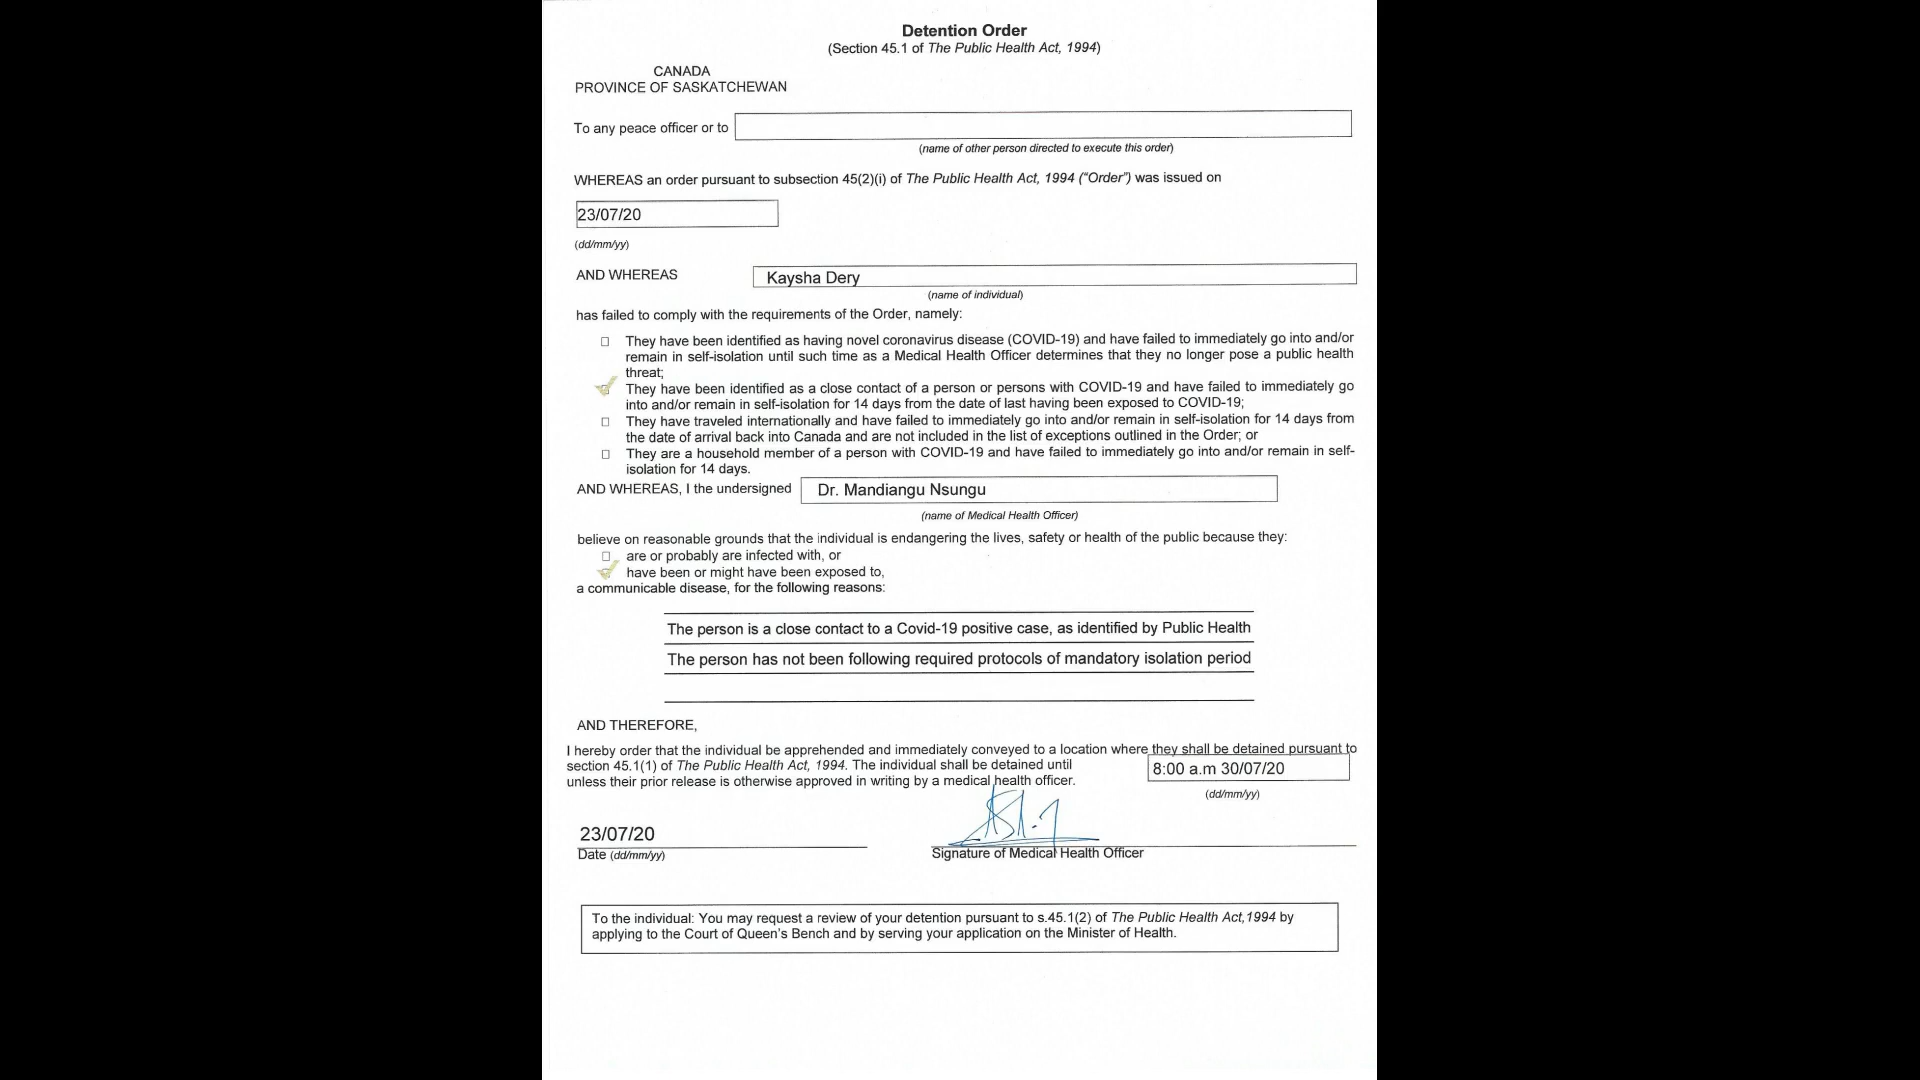 Detention Order
(Section 45.1 of The Public Health Act, 1994)
CANADA
PROVINCE OF SASKATCHEWAN
To any peace officer or to
(name of other person directed to execute this order)
WHEREAS an order pursuant to subsection 45(2)(i) of The Public Health Act, 1994 ("Order") was issued on
23/07/20
(dd/mm/yy)
AND WHEREAS Kaysha Dery
(name of individual)
has failed to comply with the requirements of the Order, namely:
They have been identified as having novel coronavirus disease (COVID-19) and have failed to immediately go into and/or
remain in self-isolation until such time as a Medical Health Officer determines that they no longer pose a public health
threat;
They have been identified as a close contact of a person or persons with COVID-19 and have failed to immediately go
into and/or remain in self-isolation for 14 days from the date of last having been exposed to COVID-19;
They have traveled internationally and have failed to immediately go into and/or remain in self-isolation for 14 days from
the date of arrival back into Canada and are not included in the list of exceptions outlined in the Order; or
They are a household member of a person with COVID-19 and have failed to immediately go into and/or remain in self-
isolation for 14 days.
AND WHEREAS, I the undersigned Dr. Mandiangu Nsungu
(name of Medical Health Officer)
believe on reasonable grounds that the individual is endangering the lives, safety or health of the public because they:
are or probably are infected with, or
have been or might have been exposed to,
a communicable disease, for the following reasons:
The person is a close contact to a Covid-19 positive case, as identified by Public Health
The person has not been following required protocols of mandatory isolation period
AND THEREFORE,
I hereby order that the individual be apprehended and immediately conveyed to a location where they shall be detained pursuant to
section 45.1(1) of The Public Health Act, 1994. The individual shall be detained until 8:00 a.m 30/07/20
unless their prior release is otherwise approved in writing by a medical health officer.
(dd/mm/yy)
23/07/20
Date (dd/mm/yy)
Signature of Medical Health Officer
To the individual: You may request a review of your detention pursuant to s.45.1(2) of The Public Health Act,1994 by
applying to the Court of Queen's Bench and by serving your application on the Minister of Health.